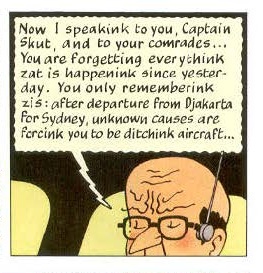 Now I speakink to you, Captain
Skut, and to your comrades...
You are forgetting everythink
zat is happenink since yester-
day. You only rememberink
zis: after departure from Djakarta
for Sydney, unknown causes are
forcink you to be ditchink aircraft...